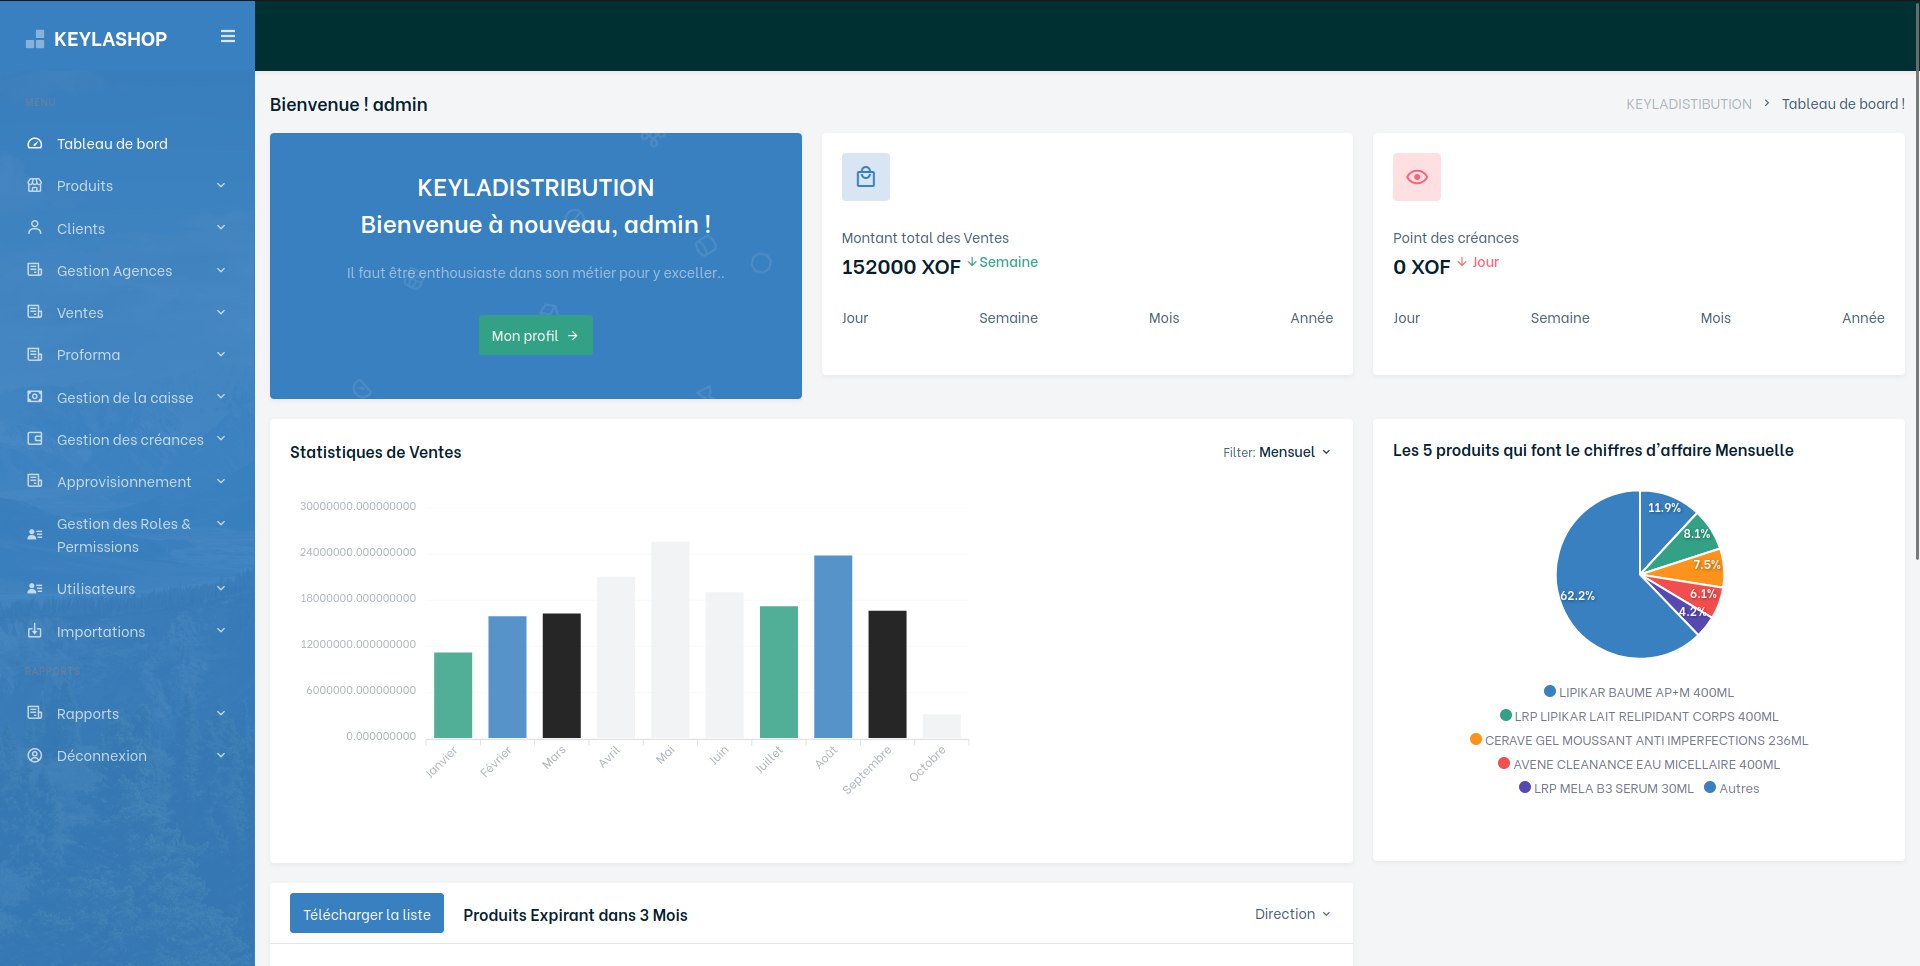 KEYLASHOP
MENU
Tableau de bord
Produits
Clients
Gestion Agences
Ventes
Proforma
Gestion de la caisse
Gestion des créances
Approvisionnement
Gestion des Roles &
Permissions
Utilisateurs
Importations
RAPPORTS
Rapports
Déconnexion
Bienvenue ! admin
KEYLADISTIBUTION > Tableau de board !
KEYLADISTRIBUTION
Bienvenue à nouveau, admin !
Il faut être enthousiaste dans son métier pour y exceller..
Mon profil →
Montant total des Ventes
152000 XOF ↓ Semaine
Jour Semaine Mois Année
Point des créances
0 XOF ↓ Jour
Jour Semaine Mois Année
Statistiques de Ventes
Filter: Mensuel
30000000.000000000
24000000.000000000
18000000.000000000
12000000.000000000
6000000.000000000
0.000000000
Janvier
Février
Mars
Avril
Mai
Juin
Juillet
Août
Septembre
Octobre
Les 5 produits qui font le chiffres d'affaire Mensuelle
11.9%
8.1%
7.5%
6.1%
4.2%
62.2%
LIPIKAR BAUME AP+M 400ML
LRP LIPIKAR LAIT RELIPIDANT CORPS 400ML
CERAVE GEL MOUSSANT ANTI IMPERFECTIONS 236ML
AVENE CLEANANCE EAU MICELLAIRE 400ML
LRP MELA B3 SERUM 30ML Autres
Télécharger la liste
Produits Expirant dans 3 Mois
Direction